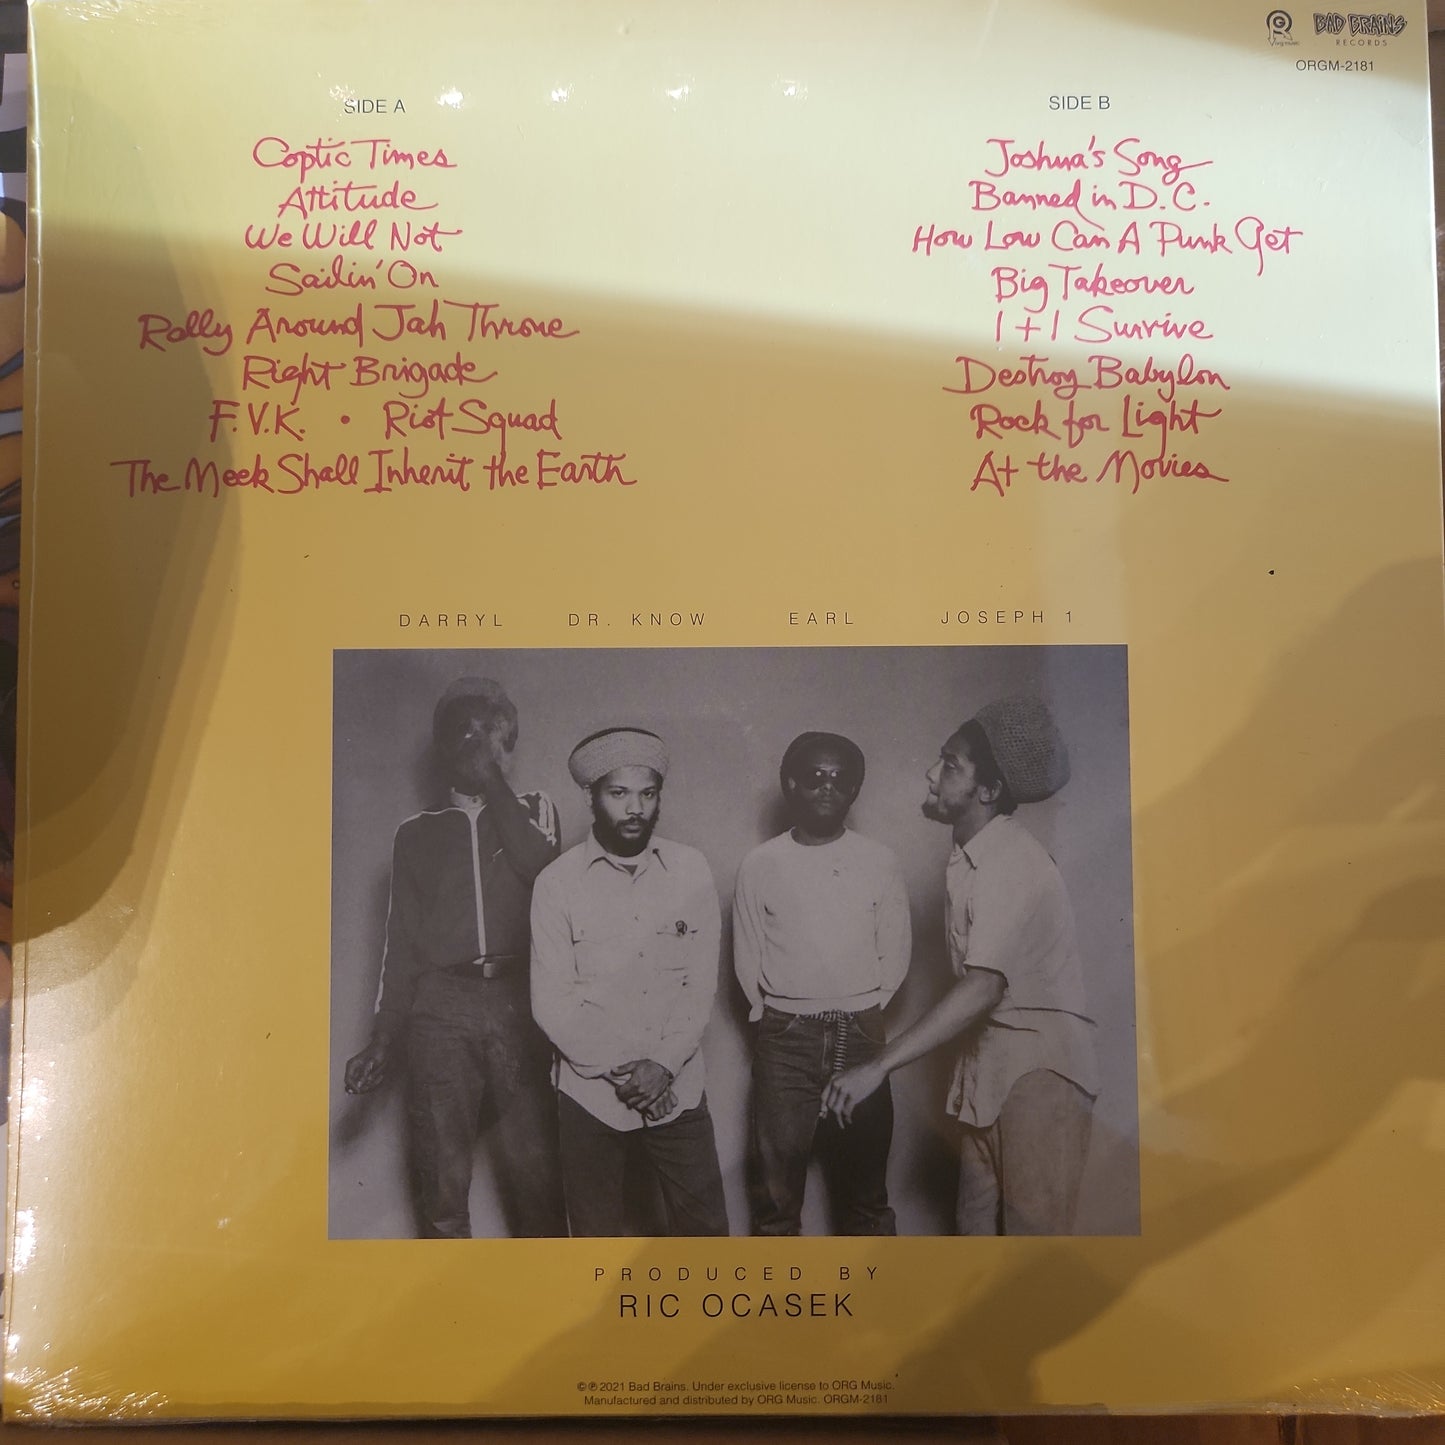 org music
BAD BRAINS
RECORDS
ORGM-2181
SIDE A
Coptic Times
Attitude
We Will Not
Sailin' On
Rally Around Jah Throne
Right Brigade
F.V.K. • Riot Squad
The Meek Shall Inherit the Earth
SIDE B
Joshua's Song
Banned in D.C.
How Low Can A Punk Get
Big Takeover
1 + 1 Survive
Destroy Babylon
Rock for Light
At the Movies
DARRYL DR. KNOW EARL JOSEPH 1
PRODUCED BY
RIC OCASEK
©℗ 2021 Bad Brains. Under exclusive license to ORG Music.
Manufactured and distributed by ORG Music. ORGM-2181